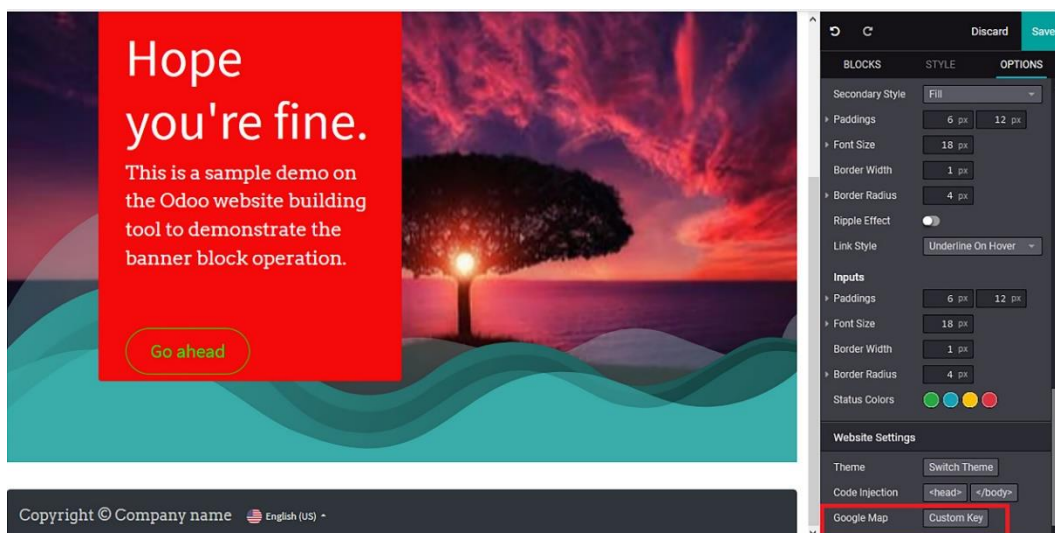 Hope
you're fine.
This is a sample demo on
the Odoo website building
tool to demonstrate the
banner block operation.
Go ahead
Copyright © Company name English (US)
Discard Save
BLOCKS STYLE OPTIONS
Secondary Style Fill
Paddings 6 px 12 px
Font Size 18 px
Border Width 1 px
Border Radius 4 px
Ripple Effect
Link Style Underline On Hover
Inputs
Paddings 6 px 12 px
Font Size 18 px
Border Width 1 px
Border Radius 4 px
Status Colors
Website Settings
Theme Switch Theme
Code Injection <head> </body>
Google Map Custom Key